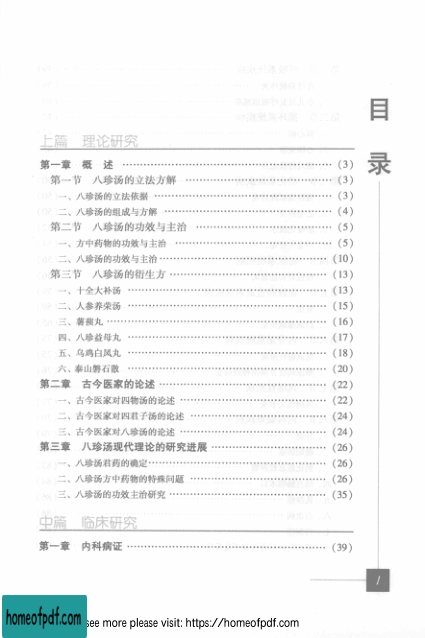 目
录
上篇 理论研究
第一章 概 述 ………………………………………… (3)
第一节 八珍汤的立法方解 ………………………… (3)
一、八珍汤的立法依据 …………………………… (3)
二、八珍汤的组成与方解 ………………………… (4)
第二节 八珍汤的功效与主治 ……………………… (5)
一、方中药物的功效与主治 ……………………… (5)
二、八珍汤的功效与主治 ………………………… (10)
第三节 八珍汤的衍生方 …………………………… (13)
一、十全大补汤 …………………………………… (13)
二、人参养荣汤 …………………………………… (15)
三、薯蓣丸 ………………………………………… (16)
四、八珍益母丸 …………………………………… (17)
五、乌鸡白凤丸 …………………………………… (18)
六、泰山磐石散 …………………………………… (20)
第二章 古今医家的论述 …………………………… (22)
一、古今医家对四物汤的论述 …………………… (22)
二、古今医家对四君子汤的论述 ………………… (24)
三、古今医家对八珍汤的论述 …………………… (24)
第三章 八珍汤现代理论的研究进展 ……………… (26)
一、八珍汤君药的确定 …………………………… (26)
二、八珍汤方中药物的特殊问题 ………………… (26)
三、八珍汤的功效主治研究 ……………………… (35)
中篇 临床研究
第一章 内科病证 …………………………………… (39)
1
homeofpdf.com
see more please visit: https://homeofpdf.com